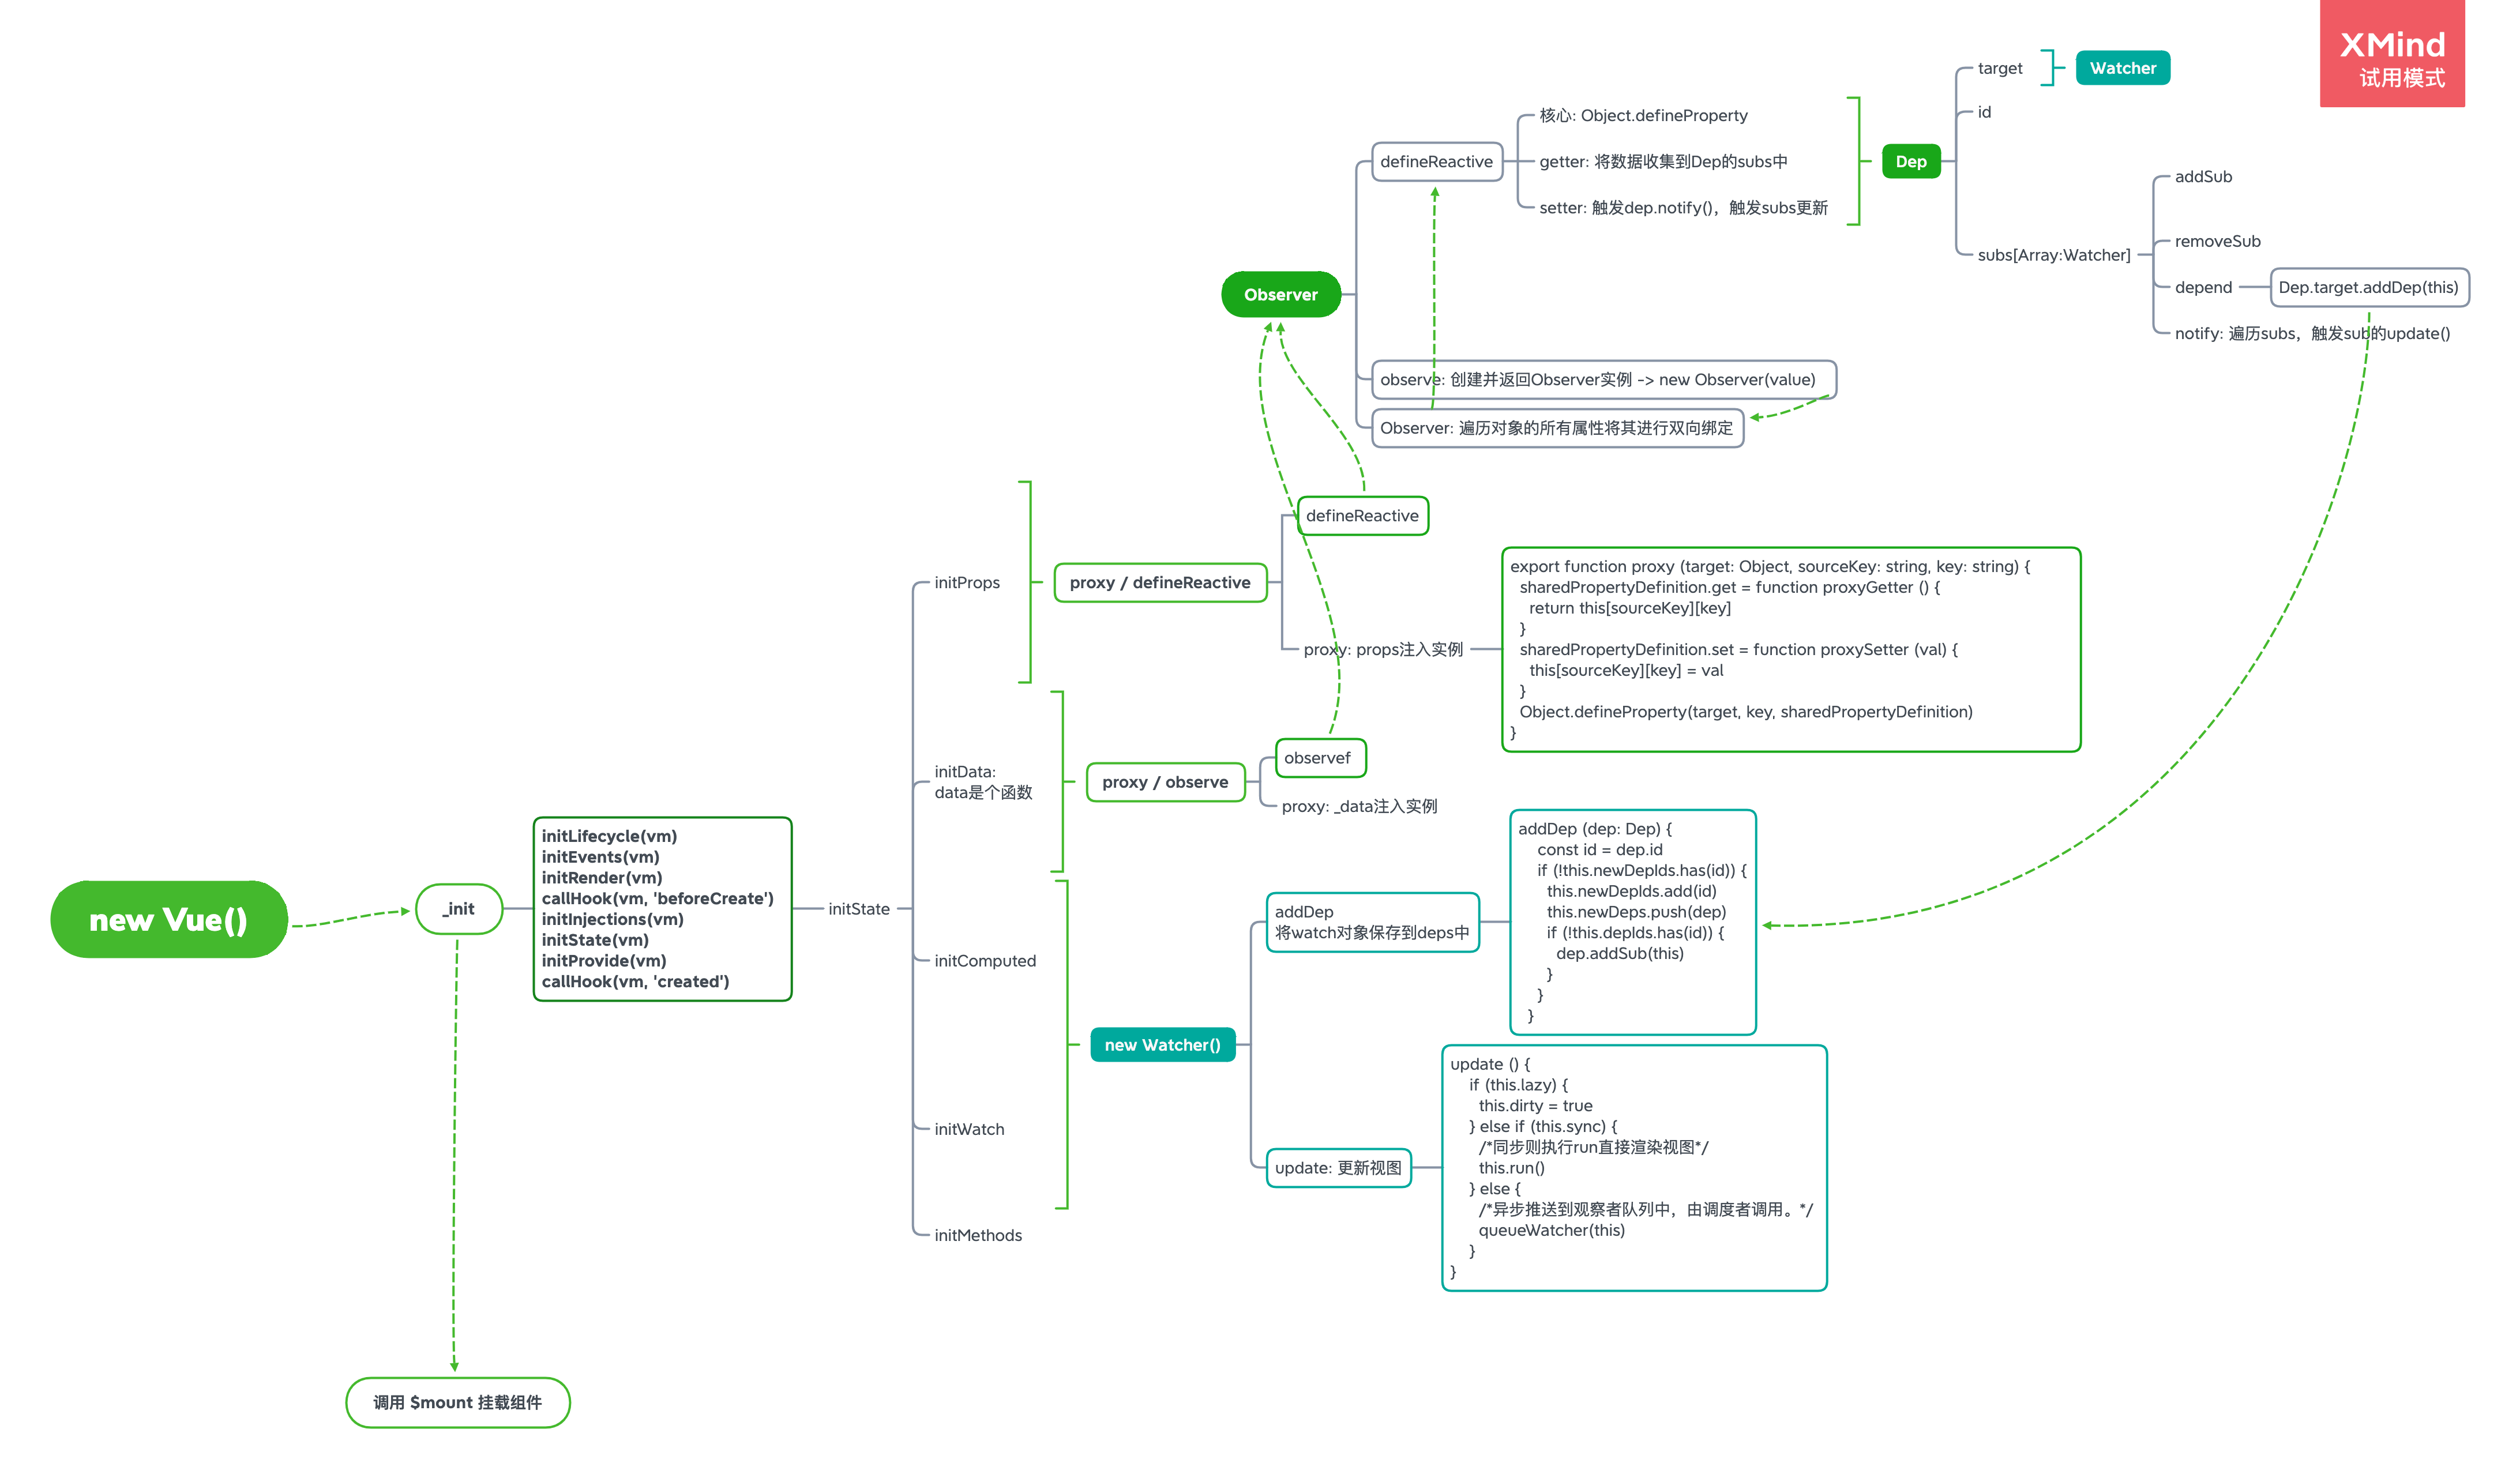 XMind
试用模式
target
Watcher
id
核心: Object.defineProperty
defineReactive
getter: 将数据收集到Dep的subs中
Dep
setter: 触发dep.notify()，触发subs更新
addSub
removeSub
subs[Array:Watcher]
depend
Dep.target.addDep(this)
notify: 遍历subs，触发sub的update()
Observer
observe: 创建并返回Observer实例 -> new Observer(value)
Observer: 遍历对象的所有属性将其进行双向绑定
defineReactive
initProps
proxy / defineReactive
proxy: props注入实例
export function proxy (target: Object, sourceKey: string, key: string) {
sharedPropertyDefinition.get = function proxyGetter () {
return this[sourceKey][key]
}
sharedPropertyDefinition.set = function proxySetter (val) {
this[sourceKey][key] = val
}
Object.defineProperty(target, key, sharedPropertyDefinition)
}
initData:
data是个函数
proxy / observe
observef
proxy: _data注入实例
new Vue()
_init
initLifecycle(vm)
initEvents(vm)
initRender(vm)
callHook(vm, 'beforeCreate')
initInjections(vm)
initState(vm)
initProvide(vm)
callHook(vm, 'created')
initState
initComputed
initWatch
initMethods
new Watcher()
addDep
将watch对象保存到deps中
addDep (dep: Dep) {
const id = dep.id
if (!this.newDepIds.has(id)) {
this.newDepIds.add(id)
this.newDeps.push(dep)
if (!this.depIds.has(id)) {
dep.addSub(this)
}
}
}
update: 更新视图
update () {
if (this.lazy) {
this.dirty = true
} else if (this.sync) {
/*同步则执行run直接渲染视图*/
this.run()
} else {
/*异步推送到观察者队列中，由调度者调用。*/
queueWatcher(this)
}
}
调用 $mount 挂载组件